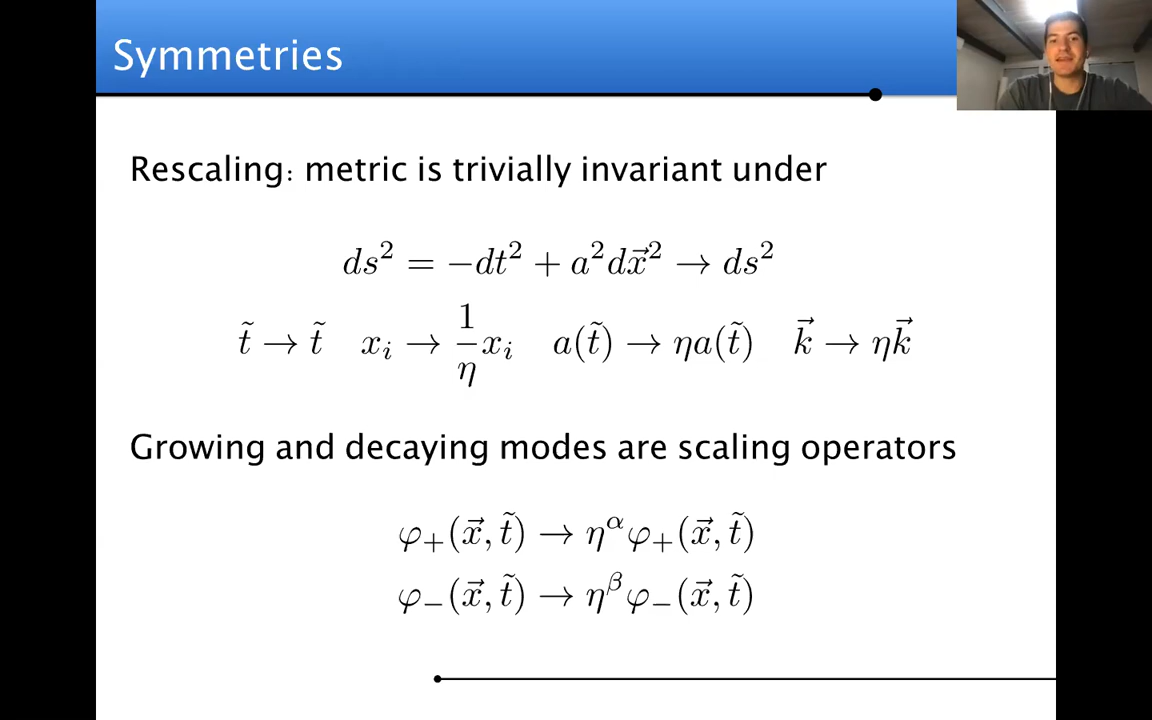 Symmetries
Rescaling: metric is trivially invariant under
ds² = −dt² + a²dx⃗² → ds²
t̃ → t̃   xᵢ → 1/η xᵢ   a(t̃) → ηa(t̃)   k⃗ → ηk⃗
Growing and decaying modes are scaling operators
φ₊(x⃗, t̃) → η^α φ₊(x⃗, t̃)
φ₋(x⃗, t̃) → η^β φ₋(x⃗, t̃)